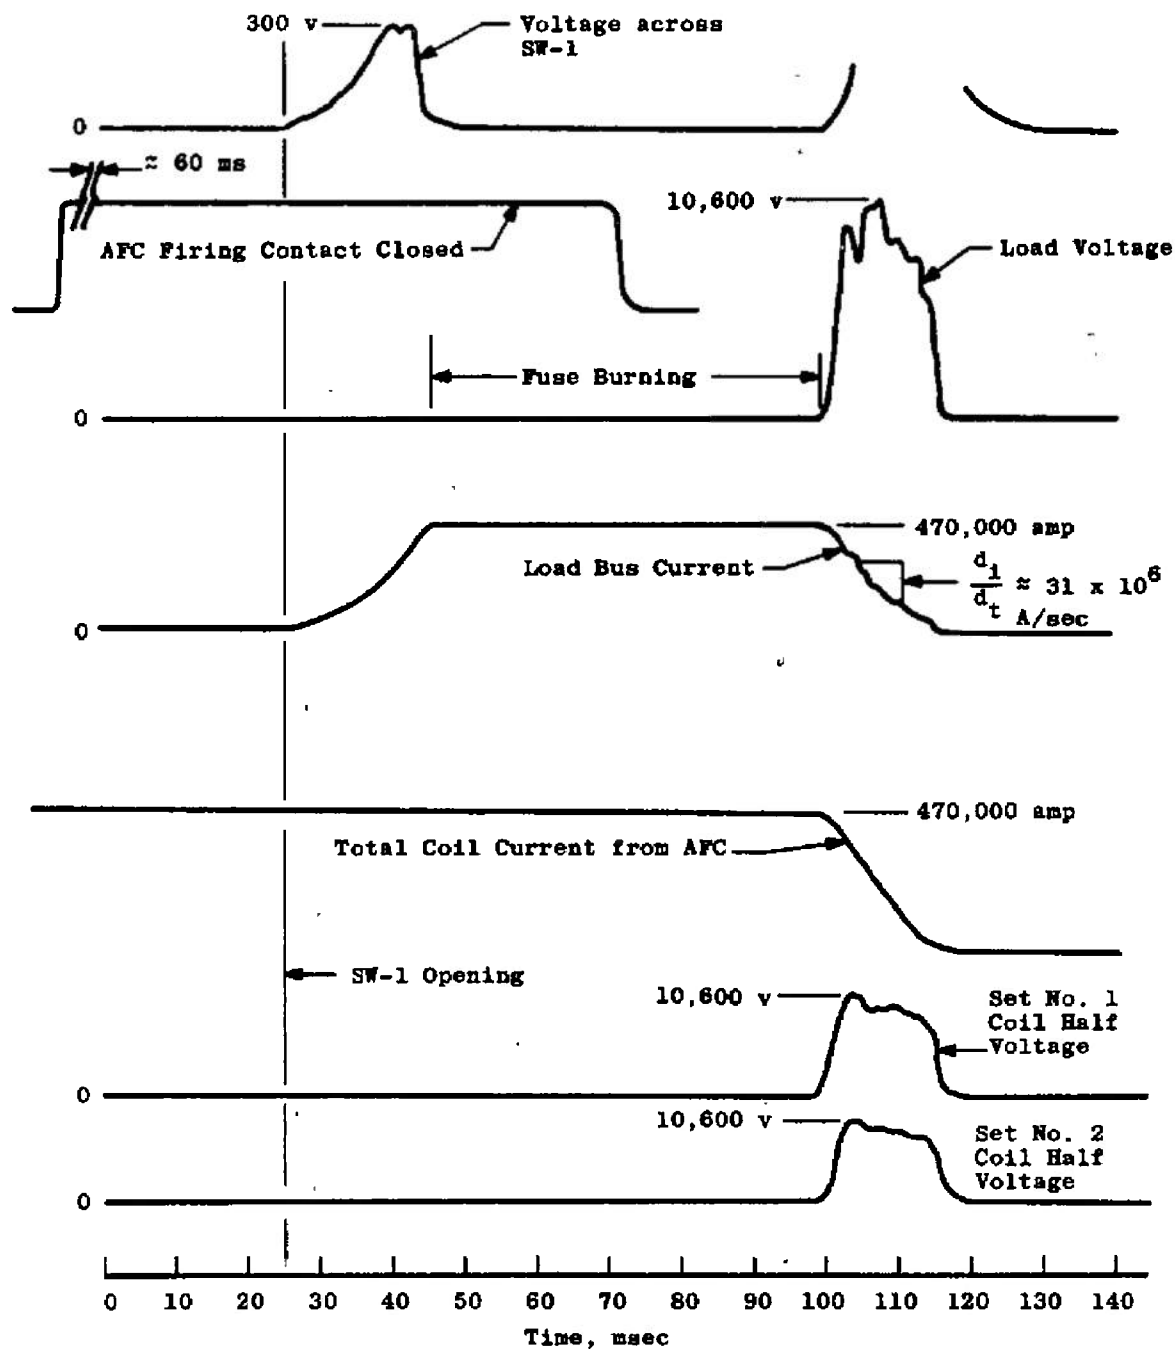 300 v
Voltage across
SW-1
0
≈ 60 ms
AFC Firing Contact Closed
10,600 v
Load Voltage
Fuse Burning
0
470,000 amp
Load Bus Current
di/dt ≈ 31 x 10⁶
A/sec
0
470,000 amp
Total Coil Current from AFC
SW-1 Opening
10,600 v
Set No. 1
Coil Half
Voltage
0
10,600 v
Set No. 2
Coil Half
Voltage
0
0 10 20 30 40 50 60 70 80 90 100 110 120 130 140
Time, msec